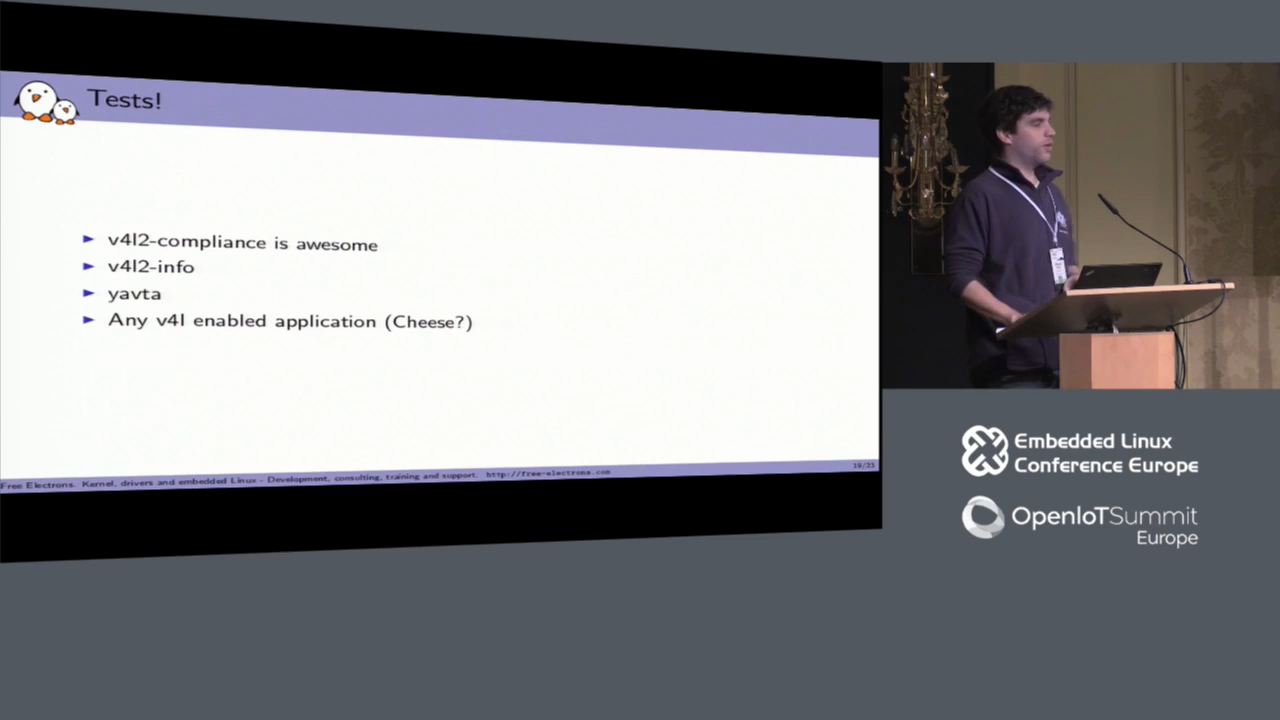 Tests!
v4l2-compliance is awesome
v4l2-info
yavta
Any v4l enabled application (Cheese?)
Free Electrons. Kernel, drivers and embedded Linux - Development, consulting, training and support. http://free-electrons.com
19/23
Embedded Linux
Conference Europe
OpenIoTSummit
Europe